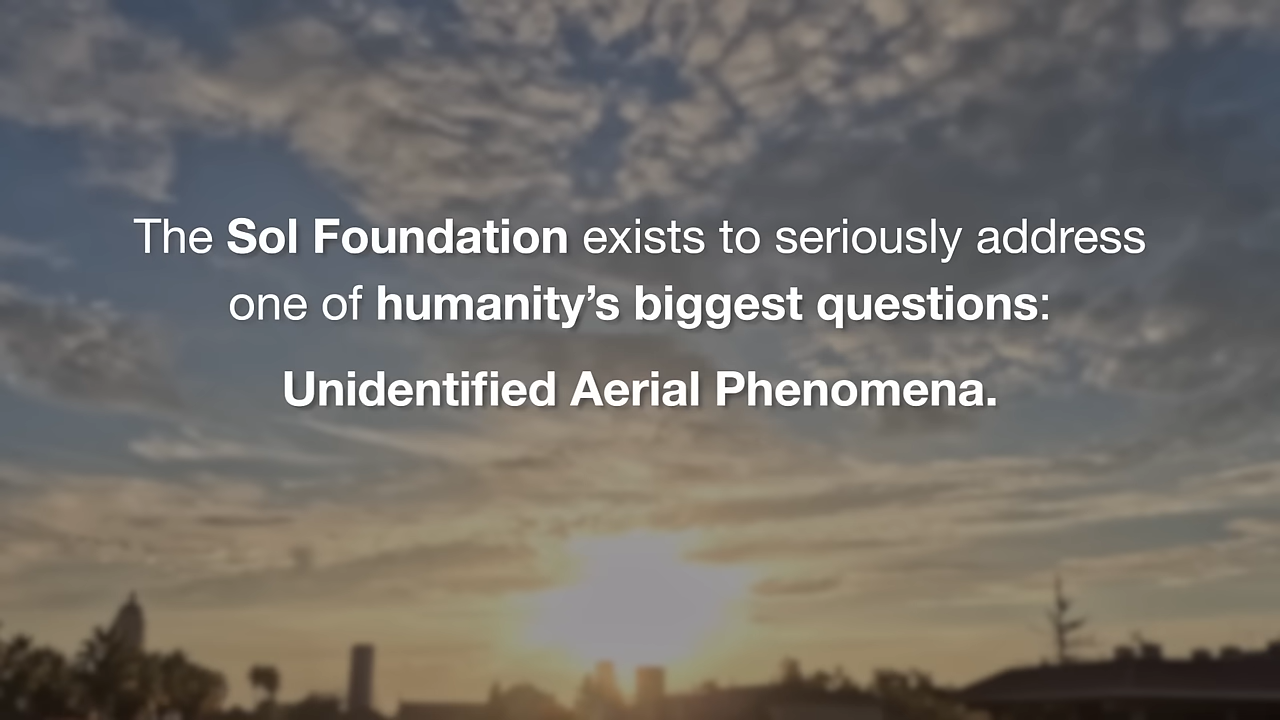 The Sol Foundation exists to seriously address
one of humanity’s biggest questions:
Unidentified Aerial Phenomena.